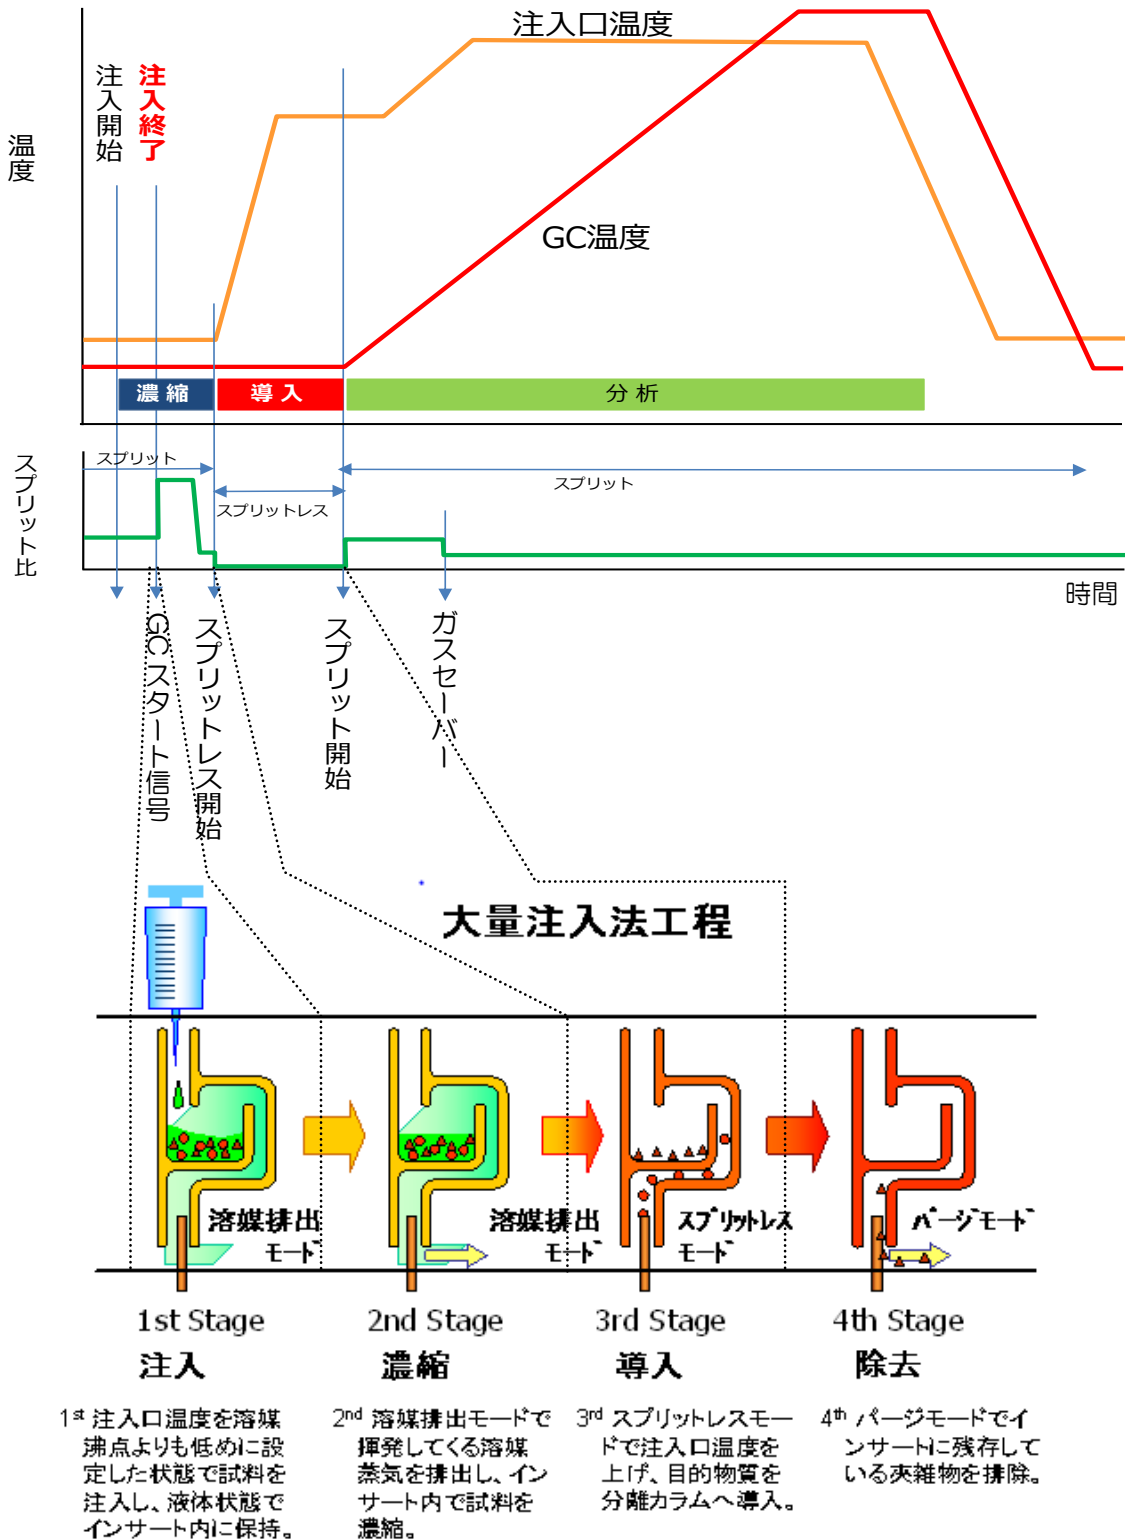 注入口温度
注入開始
注入終了
温度
GC温度
濃縮
導入
分析
スプリット
スプリットレス
スプリット
スプリット比
時間
GCスタート信号
スプリットレス開始
スプリット開始
ガスセーバー
大量注入法工程
溶媒排出
モード
溶媒排出
モード
スプリットレス
モード
パージモード
1st Stage
2nd Stage
3rd Stage
4th Stage
注入
濃縮
導入
除去
1st 注入口温度を溶媒
沸点よりも低めに設
定した状態で試料を
注入し、液体状態で
インサート内に保持。
2nd 溶媒排出モードで
揮発してくる溶媒
蒸気を排出し、イン
サート内で試料を
濃縮。
3rd スプリットレスモー
ドで注入口温度を
上げ、目的物質を
分離カラムへ導入。
4th パージモードでイ
ンサートに残存して
いる夾雑物を排除。